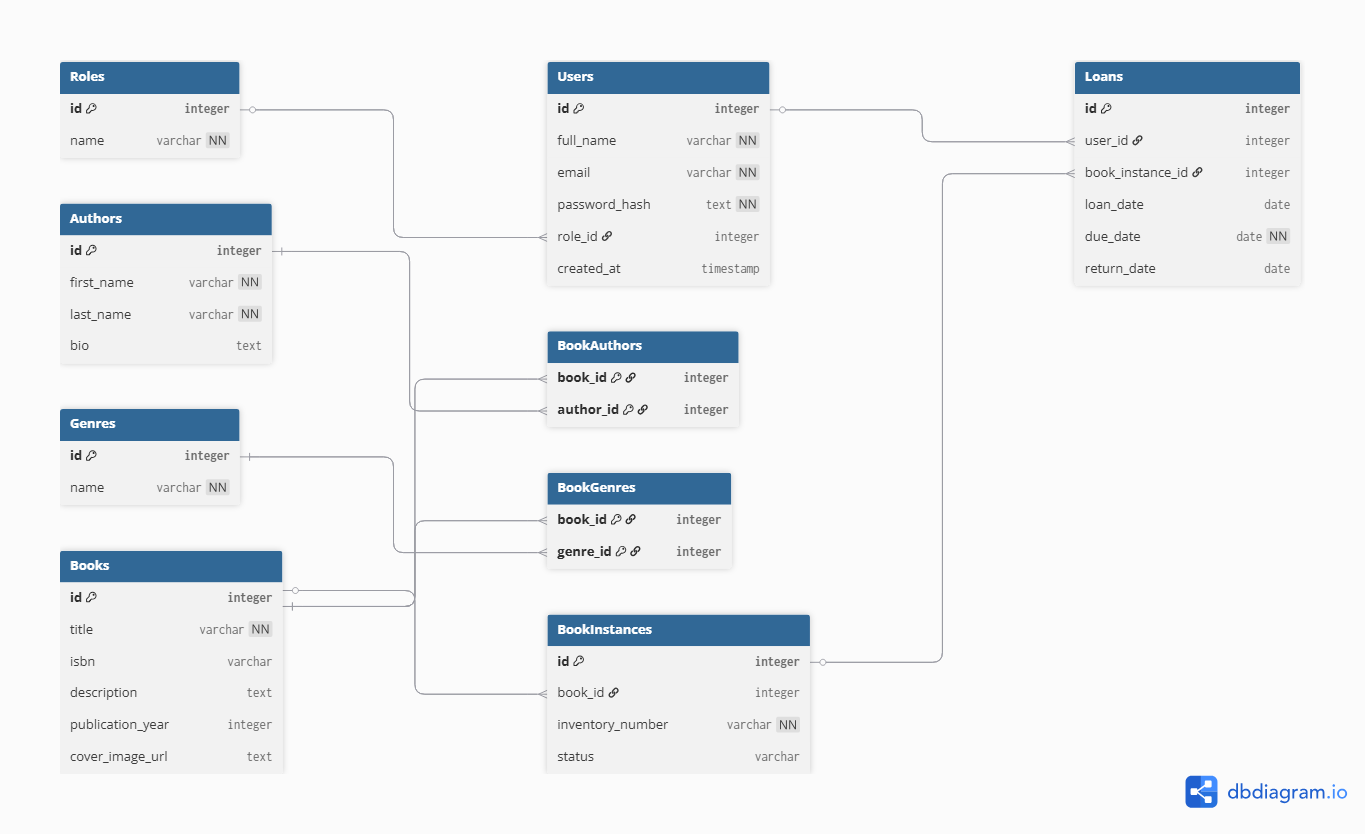 Roles
id integer
name varchar NN
Authors
id integer
first_name varchar NN
last_name varchar NN
bio text
Genres
id integer
name varchar NN
Books
id integer
title varchar NN
isbn varchar
description text
publication_year integer
cover_image_url text
Users
id integer
full_name varchar NN
email varchar NN
password_hash text NN
role_id integer
created_at timestamp
BookAuthors
book_id integer
author_id integer
BookGenres
book_id integer
genre_id integer
BookInstances
id integer
book_id integer
inventory_number varchar NN
status varchar
Loans
id integer
user_id integer
book_instance_id integer
loan_date date
due_date date NN
return_date date
dbdiagram.io